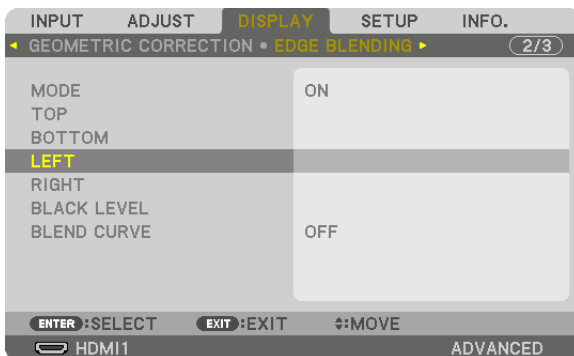 INPUT ADJUST DISPLAY SETUP INFO.
GEOMETRIC CORRECTION • EDGE BLENDING 2/3
MODE ON
TOP
BOTTOM
LEFT
RIGHT
BLACK LEVEL
BLEND CURVE OFF
ENTER :SELECT EXIT :EXIT :MOVE
HDMI1 ADVANCED